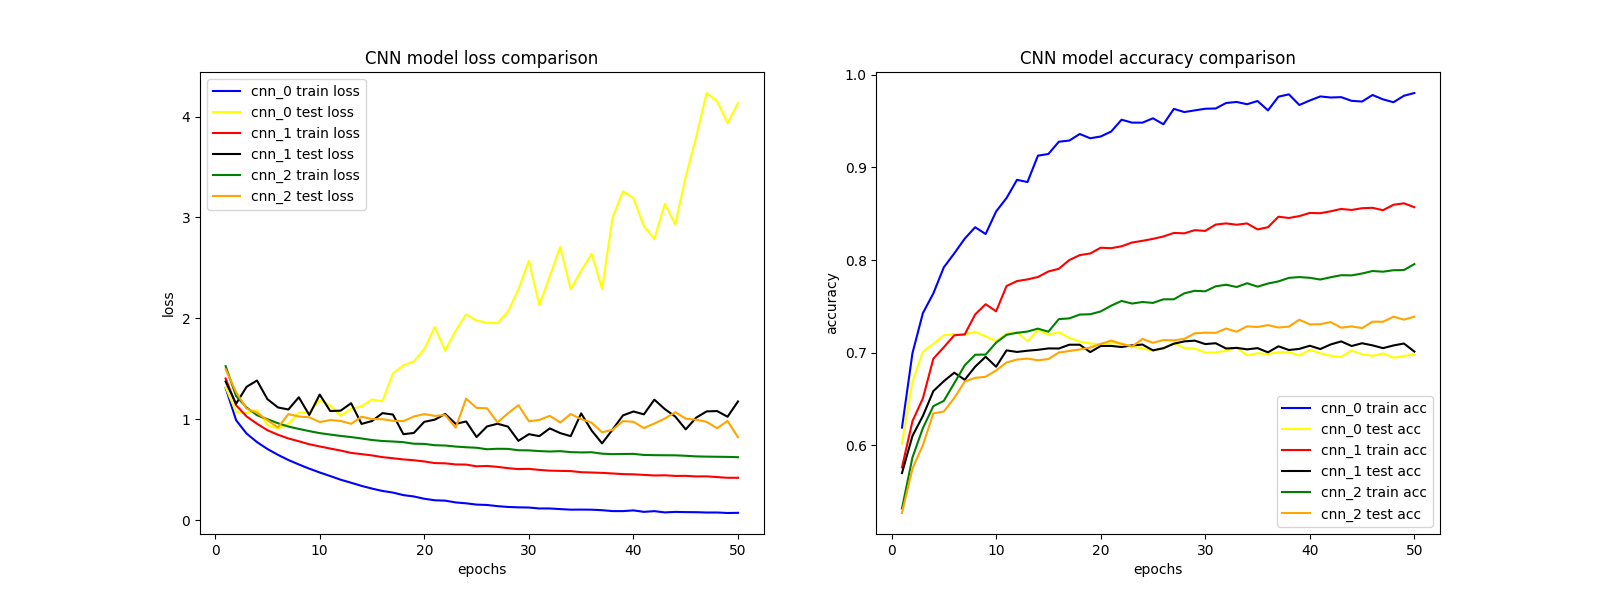 CNN model loss comparison
cnn_0 train loss
cnn_0 test loss
cnn_1 train loss
cnn_1 test loss
cnn_2 train loss
cnn_2 test loss
4
3
2
1
0
loss
0 10 20 30 40 50
epochs
CNN model accuracy comparison
1.0
0.9
0.8
0.7
0.6
accuracy
cnn_0 train acc
cnn_0 test acc
cnn_1 train acc
cnn_1 test acc
cnn_2 train acc
cnn_2 test acc
0 10 20 30 40 50
epochs